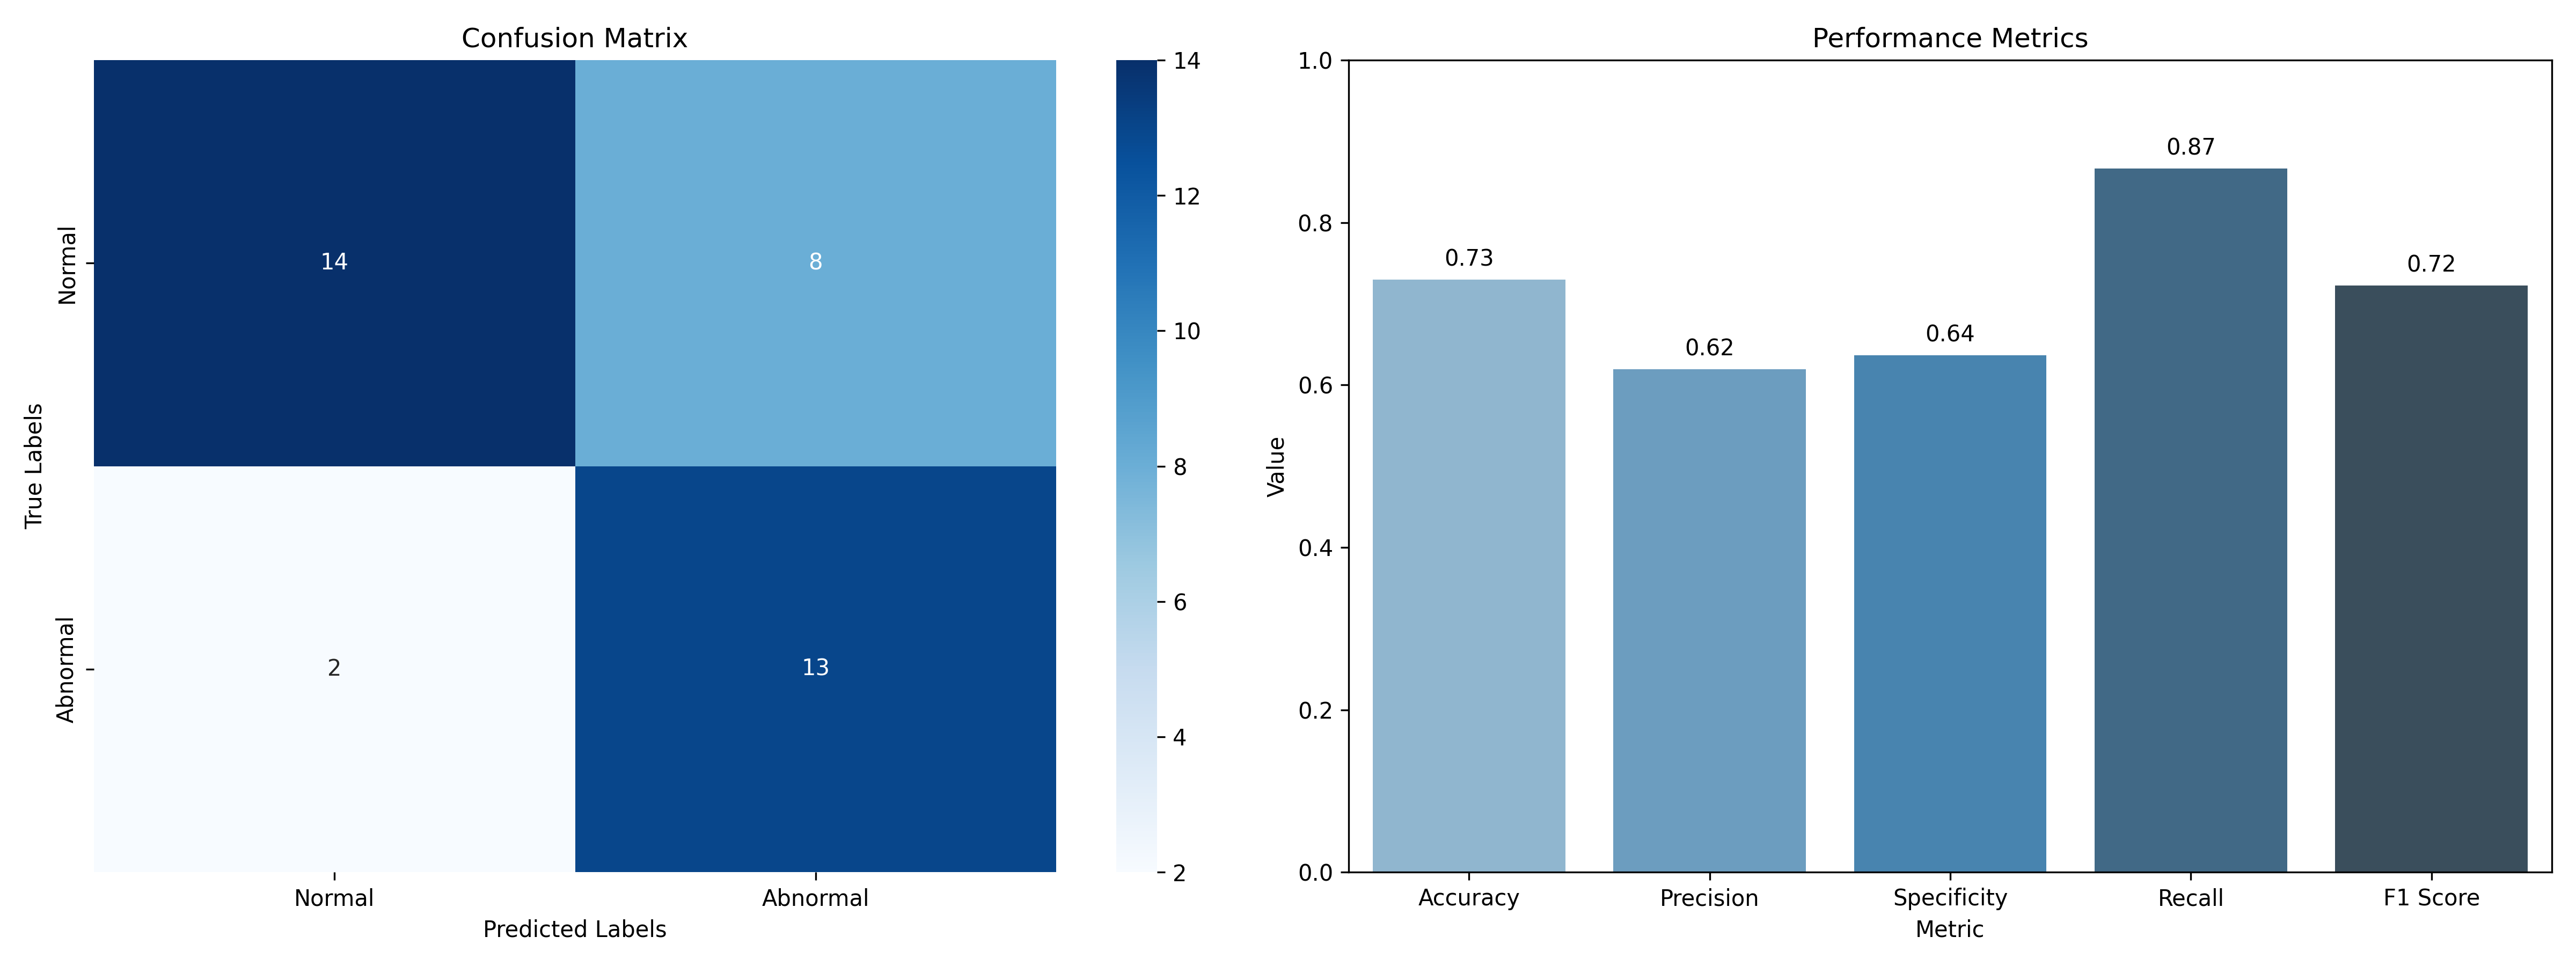 Confusion Matrix
True Labels
Normal
Abnormal
14
8
2
13
Normal
Abnormal
Predicted Labels
14
12
10
8
6
4
2
Performance Metrics
Value
1.0
0.8
0.6
0.4
0.2
0.0
0.73
0.62
0.64
0.87
0.72
Accuracy
Precision
Specificity
Recall
F1 Score
Metric